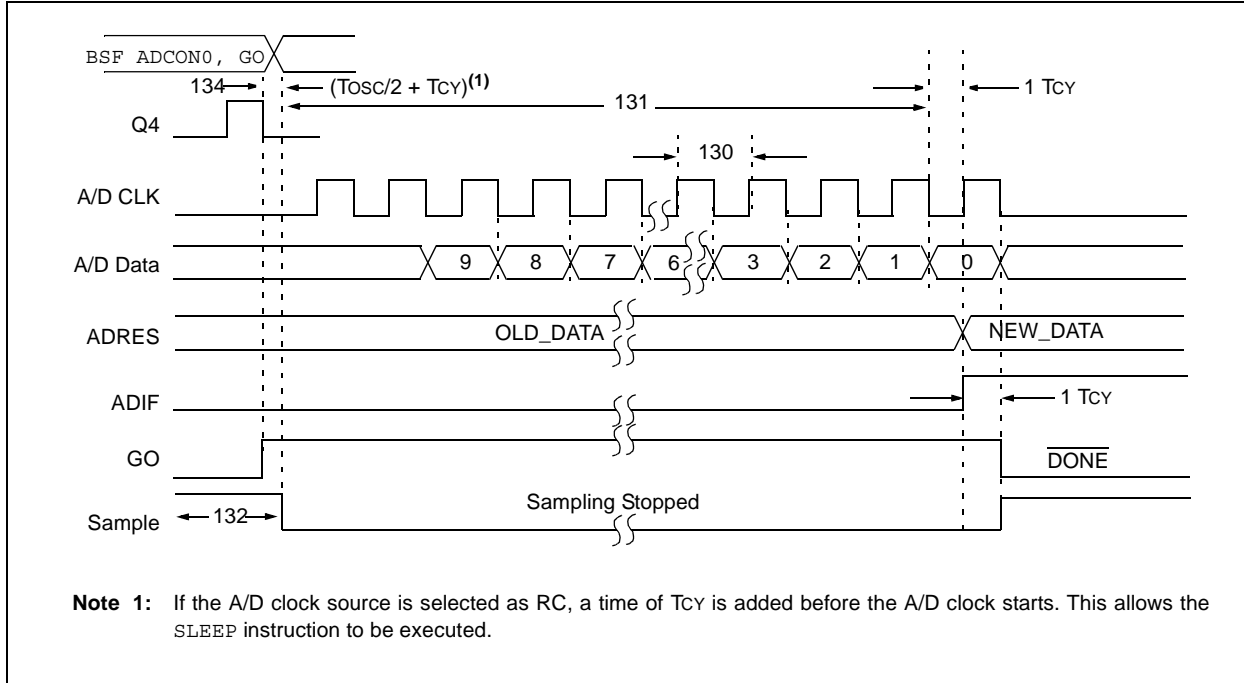 BSF ADCON0, GO
134 (TOSC/2 + TCY)(1) 1 TCY
131
Q4
130
A/D CLK
A/D Data 9 8 7 6 3 2 1 0
ADRES OLD_DATA NEW_DATA
ADIF 1 TCY
GO DONE
Sampling Stopped
Sample 132
Note 1: If the A/D clock source is selected as RC, a time of TCY is added before the A/D clock starts. This allows the
SLEEP instruction to be executed.